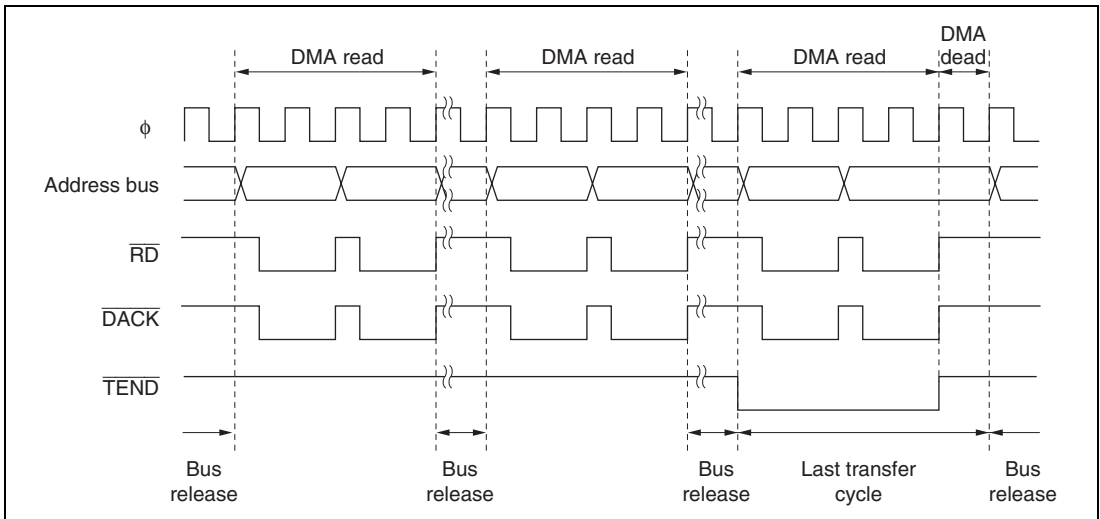 DMA read
DMA read
DMA read
DMA
dead
φ
Address bus
RD
DACK
TEND
Bus
release
Bus
release
Bus
release
Last transfer
cycle
Bus
release